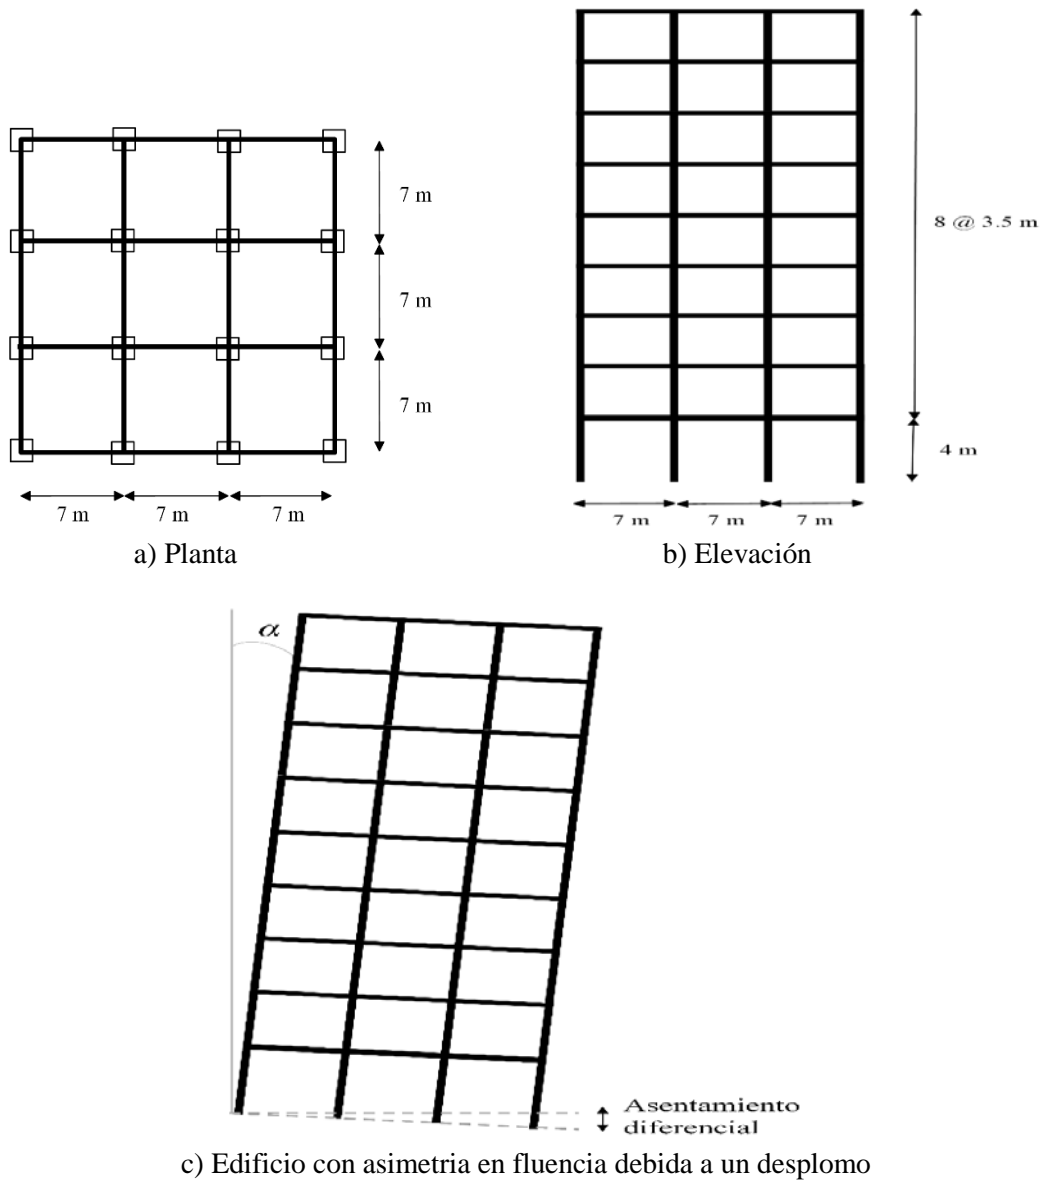 7 m
7 m
7 m
7 m
7 m
7 m
a) Planta
8 @ 3.5 m
4 m
7 m
7 m
7 m
b) Elevación
α
Asentamiento
diferencial
c) Edificio con asimetria en fluencia debida a un desplomo